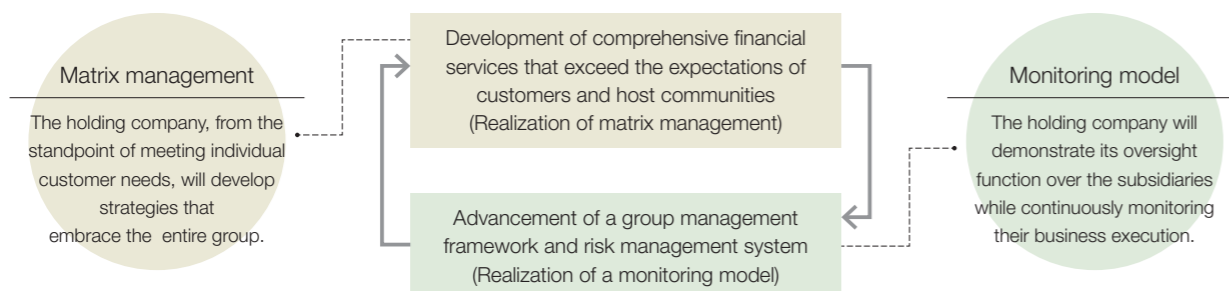 Matrix management
The holding company, from the
standpoint of meeting individual
customer needs, will develop
strategies that
embrace the entire group.
Development of comprehensive financial
services that exceed the expectations of
customers and host communities
(Realization of matrix management)
Advancement of a group management
framework and risk management system
(Realization of a monitoring model)
Monitoring model
The holding company will
demonstrate its oversight
function over the subsidiaries
while continuously monitoring
their business execution.